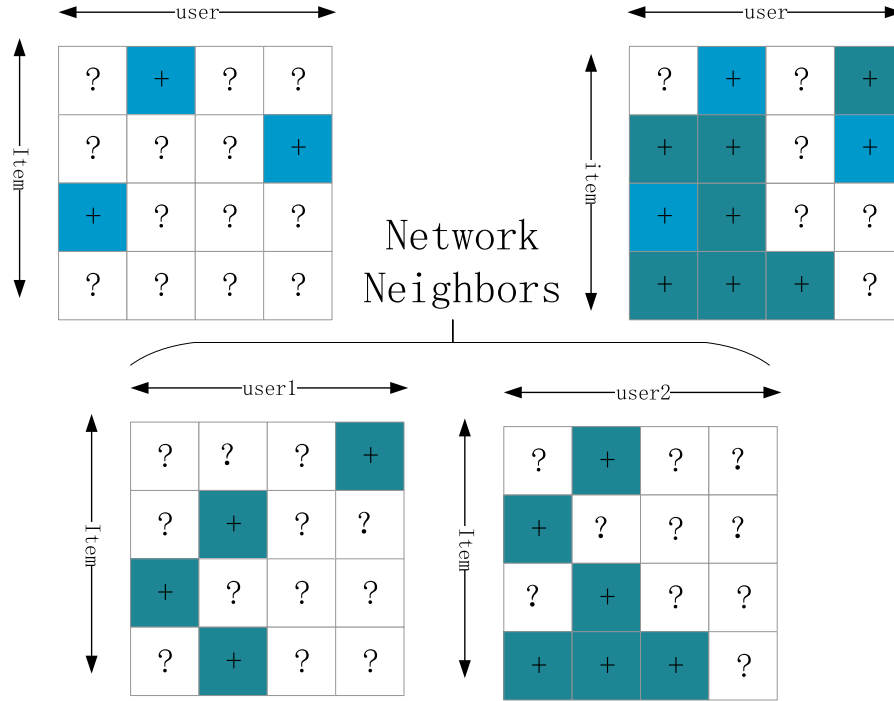 user
Item
? + ? ?
? ? ? +
+ ? ? ?
? ? ? ?
user
item
? + ? +
+ + ? +
+ + ? ?
+ + + ?
Network
Neighbors
user1
Item
? ? ? +
? + ? ?
+ ? ? ?
? + ? ?
user2
Item
? + ? ?
+ ? ? ?
? + ? ?
+ + + ?